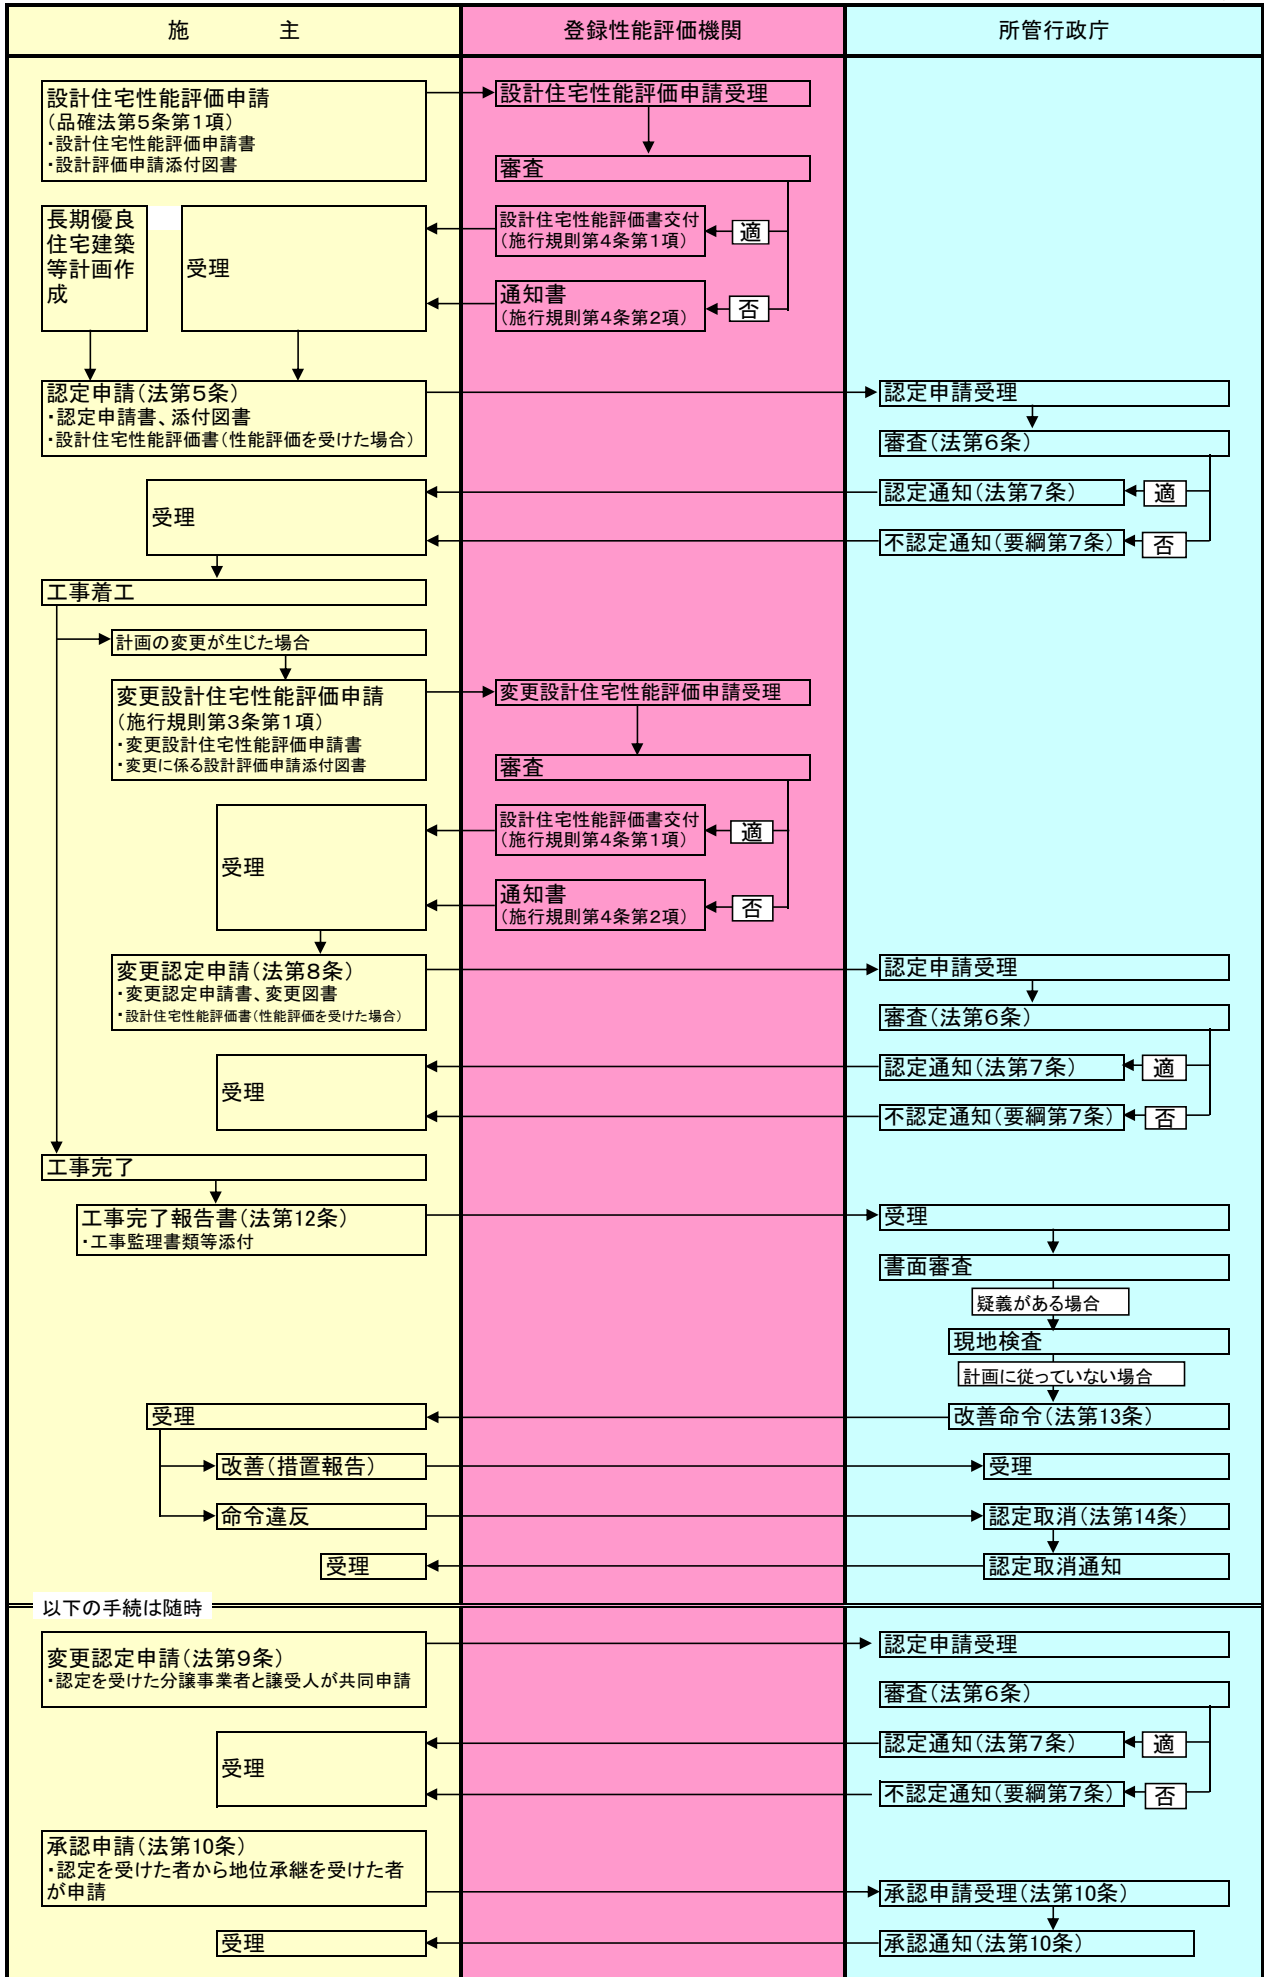 施　　　　主
登録性能評価機関
所管行政庁
設計住宅性能評価申請
(品確法第5条第1項)
・設計住宅性能評価申請書
・設計評価申請添付図書
設計住宅性能評価申請受理
審査
長期優良
住宅建築
等計画作
成
受理
設計住宅性能評価書交付
(施行規則第4条第1項)
適
通知書
(施行規則第4条第2項)
否
認定申請(法第5条)
・認定申請書、添付図書
・設計住宅性能評価書(性能評価を受けた場合)
認定申請受理
審査(法第6条)
受理
認定通知(法第7条)
適
不認定通知(要綱第7条)
否
工事着工
計画の変更が生じた場合
変更設計住宅性能評価申請
(施行規則第3条第1項)
・変更設計住宅性能評価申請書
・変更に係る設計評価申請添付図書
変更設計住宅性能評価申請受理
審査
受理
設計住宅性能評価書交付
(施行規則第4条第1項)
適
通知書
(施行規則第4条第2項)
否
変更認定申請(法第8条)
・変更認定申請書、変更図書
・設計住宅性能評価書(性能評価を受けた場合)
認定申請受理
審査(法第6条)
受理
認定通知(法第7条)
適
不認定通知(要綱第7条)
否
工事完了
工事完了報告書(法第12条)
・工事監理書類等添付
受理
書面審査
疑義がある場合
現地検査
計画に従っていない場合
受理
改善命令(法第13条)
改善(措置報告)
受理
命令違反
認定取消(法第14条)
受理
認定取消通知
以下の手続は随時
変更認定申請(法第9条)
・認定を受けた分譲事業者と譲受人が共同申請
認定申請受理
審査(法第6条)
受理
認定通知(法第7条)
適
不認定通知(要綱第7条)
否
承認申請(法第10条)
・認定を受けた者から地位承継を受けた者
が申請
承認申請受理(法第10条)
受理
承認通知(法第10条)